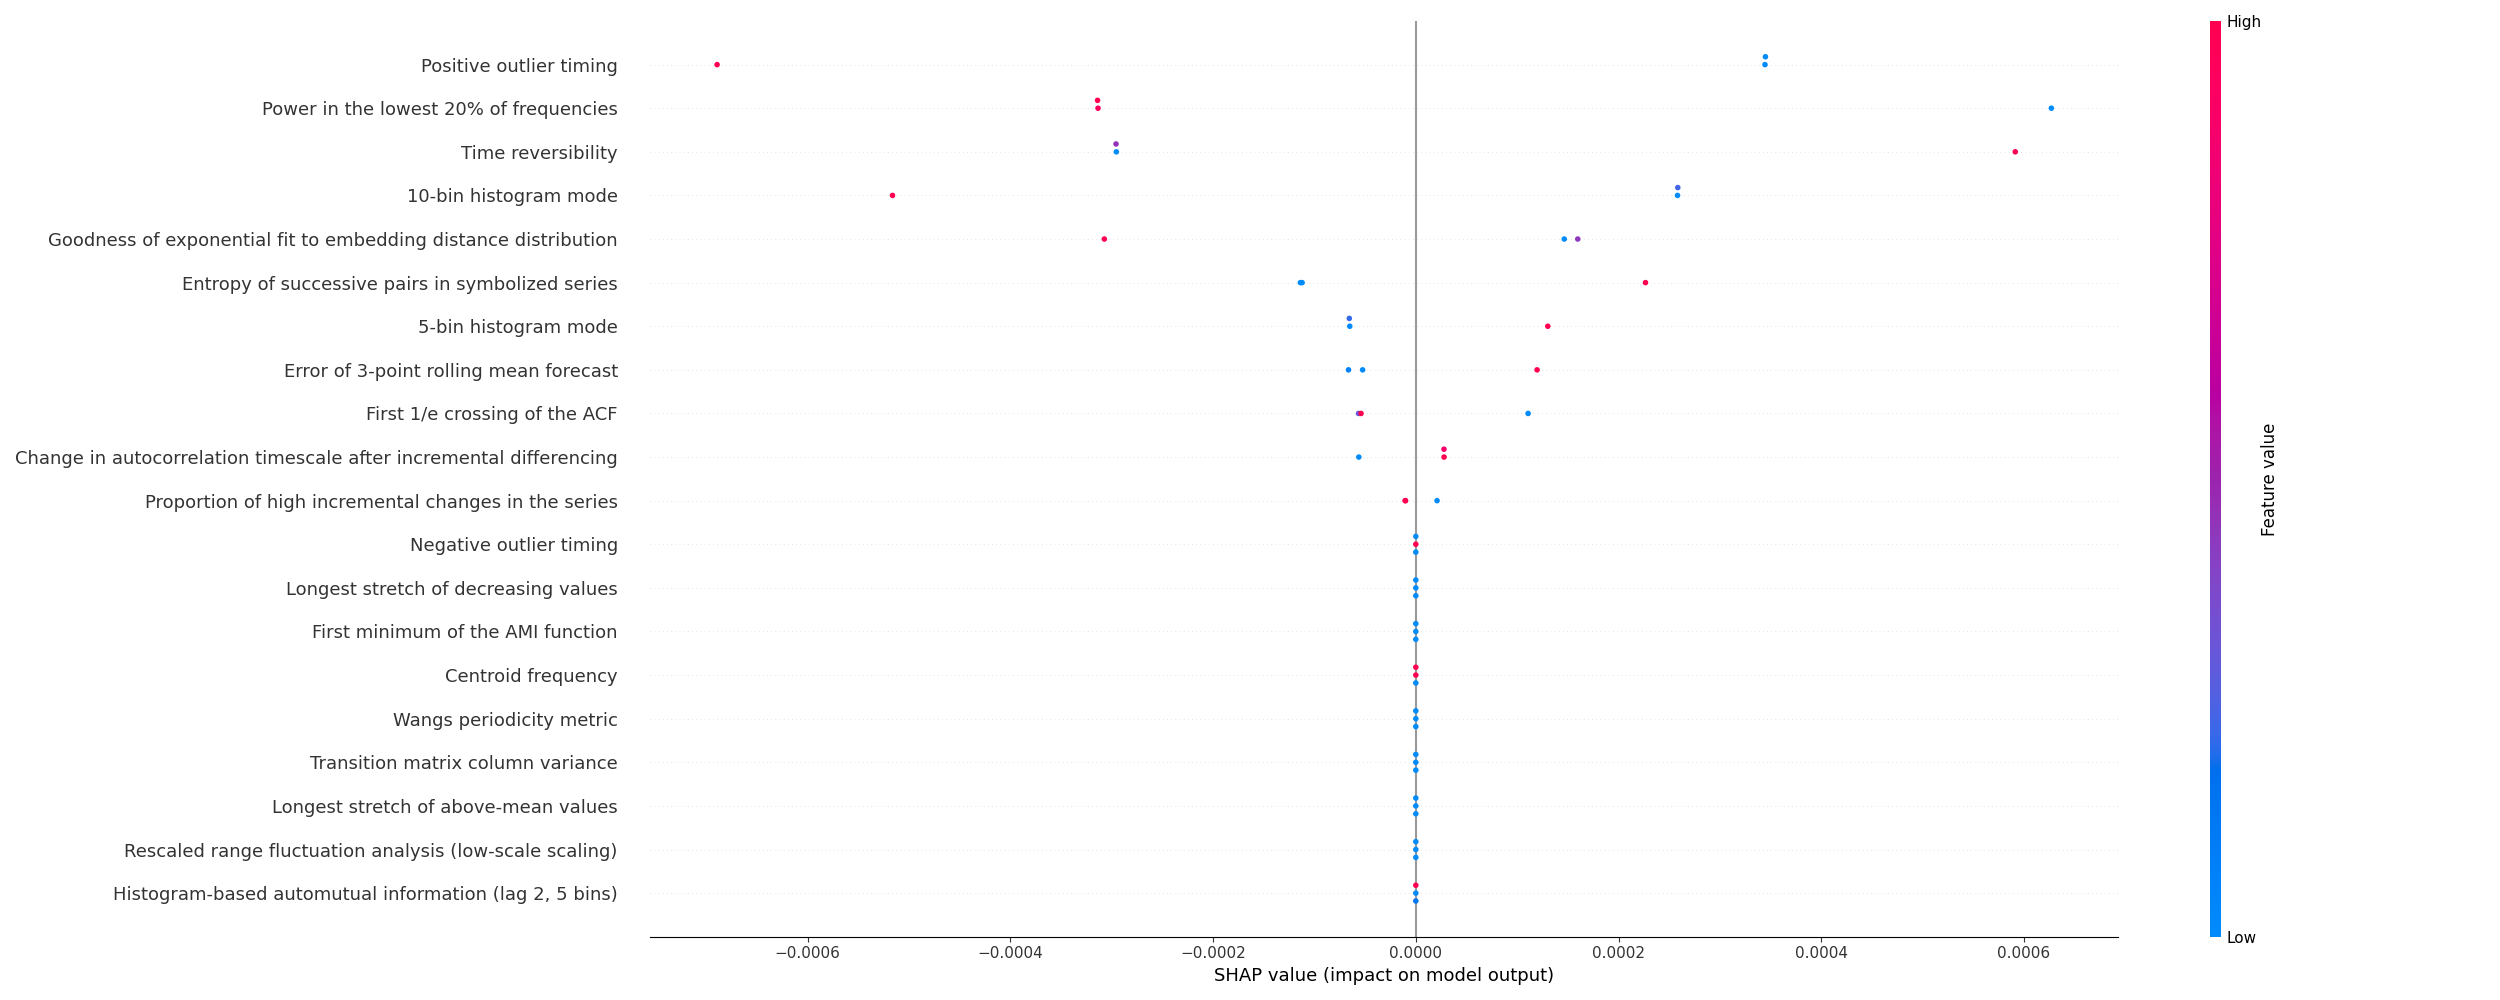 High
Positive outlier timing
Power in the lowest 20% of frequencies
Time reversibility
10-bin histogram mode
Goodness of exponential fit to embedding distance distribution
Entropy of successive pairs in symbolized series
5-bin histogram mode
Error of 3-point rolling mean forecast
First 1/e crossing of the ACF
Change in autocorrelation timescale after incremental differencing
Proportion of high incremental changes in the series
Negative outlier timing
Longest stretch of decreasing values
First minimum of the AMI function
Centroid frequency
Wangs periodicity metric
Transition matrix column variance
Longest stretch of above-mean values
Rescaled range fluctuation analysis (low-scale scaling)
Histogram-based automutual information (lag 2, 5 bins)
Feature value
Low
−0.0006 −0.0004 −0.0002 0.0000 0.0002 0.0004 0.0006
SHAP value (impact on model output)